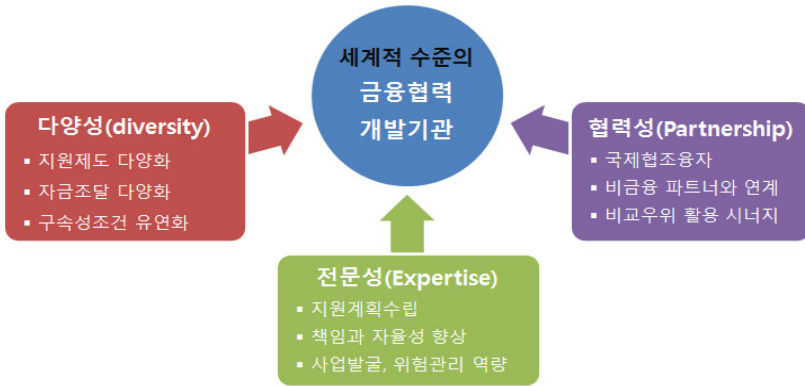 세계적 수준의
금융협력
개발기관
다양성(diversity)
▪ 지원제도 다양화
▪ 자금조달 다양화
▪ 구속성조건 유연화
협력성(Partnership)
▪ 국제협조융자
▪ 비금융 파트너와 연계
▪ 비교우위 활용 시너지
전문성(Expertise)
▪ 지원계획수립
▪ 책임과 자율성 향상
▪ 사업발굴, 위험관리 역량